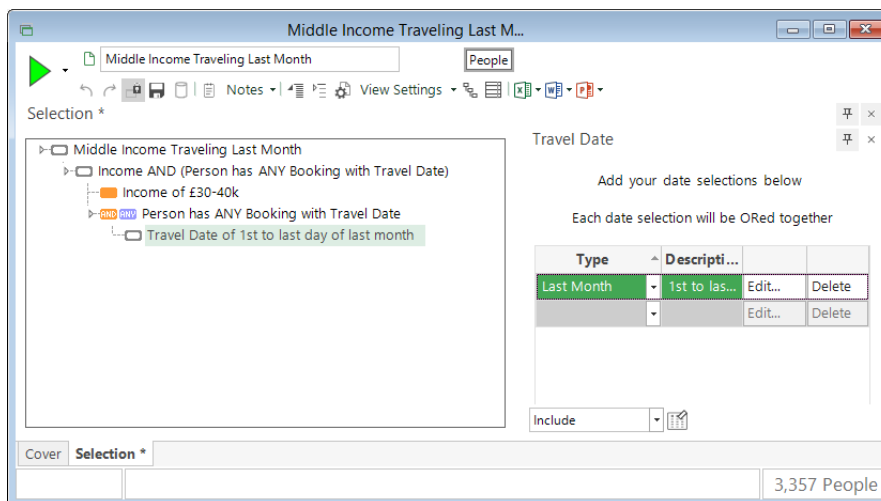 Middle Income Traveling Last M...
Middle Income Traveling Last Month
People
Notes
View Settings
Selection *
Middle Income Traveling Last Month
Income AND (Person has ANY Booking with Travel Date)
Income of £30-40k
AND ANY Person has ANY Booking with Travel Date
Travel Date of 1st to last day of last month
Travel Date
Add your date selections below
Each date selection will be ORed together
Type Descripti...
Last Month 1st to las... Edit... Delete
Edit... Delete
Include
Cover Selection *
3,357 People